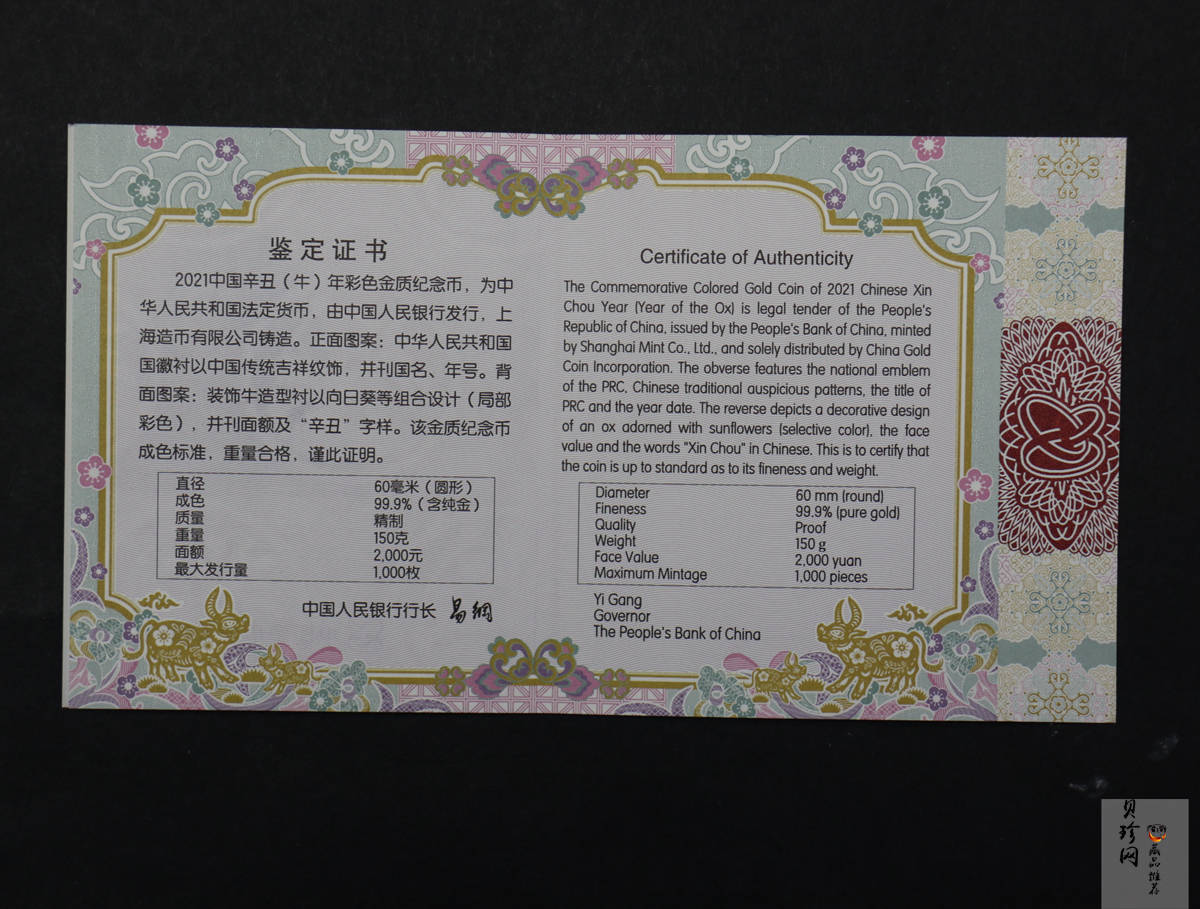 鉴定证书
2021中国辛丑（牛）年彩色金质纪念币，为中
华人民共和国法定货币，由中国人民银行发行，上
海造币有限公司铸造。正面图案：中华人民共和国
国徽衬以中国传统吉祥纹饰，并刊国名、年号。背
面图案：装饰牛造型衬以向日葵等组合设计（局部
彩色），并刊面额及“辛丑”字样。该金质纪念币
成色标准，重量合格，谨此证明。
直径 60毫米（圆形）
成色 99.9%（含纯金）
质量 精制
重量 150克
面额 2,000元
最大发行量 1,000枚
中国人民银行行长 易纲
Certificate of Authenticity
The Commemorative Colored Gold Coin of 2021 Chinese Xin
Chou Year (Year of the Ox) is legal tender of the People's
Republic of China, issued by the People's Bank of China, minted
by Shanghai Mint Co., Ltd., and solely distributed by China Gold
Coin Incorporation. The obverse features the national emblem
of the PRC, Chinese traditional auspicious patterns, the title of
PRC and the year date. The reverse depicts a decorative design
of an ox adorned with sunflowers (selective color), the face
value and the words "Xin Chou" in Chinese. This is to certify that
the coin is up to standard as to its fineness and weight.
Diameter 60 mm (round)
Fineness 99.9% (pure gold)
Quality Proof
Weight 150 g
Face Value 2,000 yuan
Maximum Mintage 1,000 pieces
Yi Gang
Governor
The People's Bank of China
贝珍网
藏品推荐